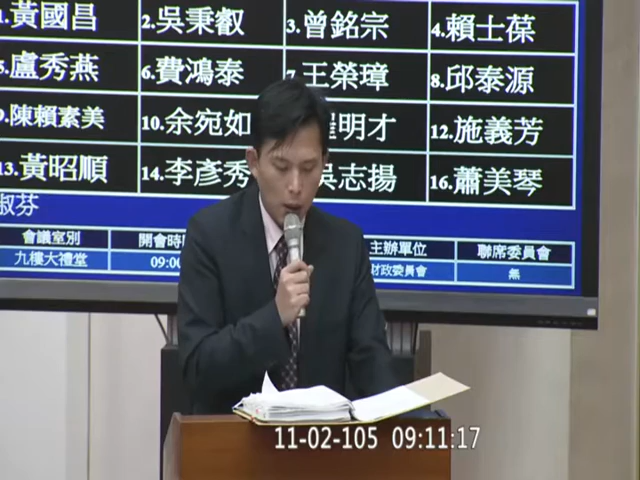 1.黃國昌 2.吳秉叡 3.曾銘宗 4.賴士葆
5.盧秀燕 6.費鴻泰 7.王榮璋 8.邱泰源
9.陳賴素美 10.余宛如 明才 12.施義芳
13.黃昭順 14.李彥秀 吳志揚 16.蕭美琴
淑芬
會議室別 開會時 主辦單位 聯席委員會
九樓大禮堂 09:0 財政委員會 無
11-02-105 09:11:17